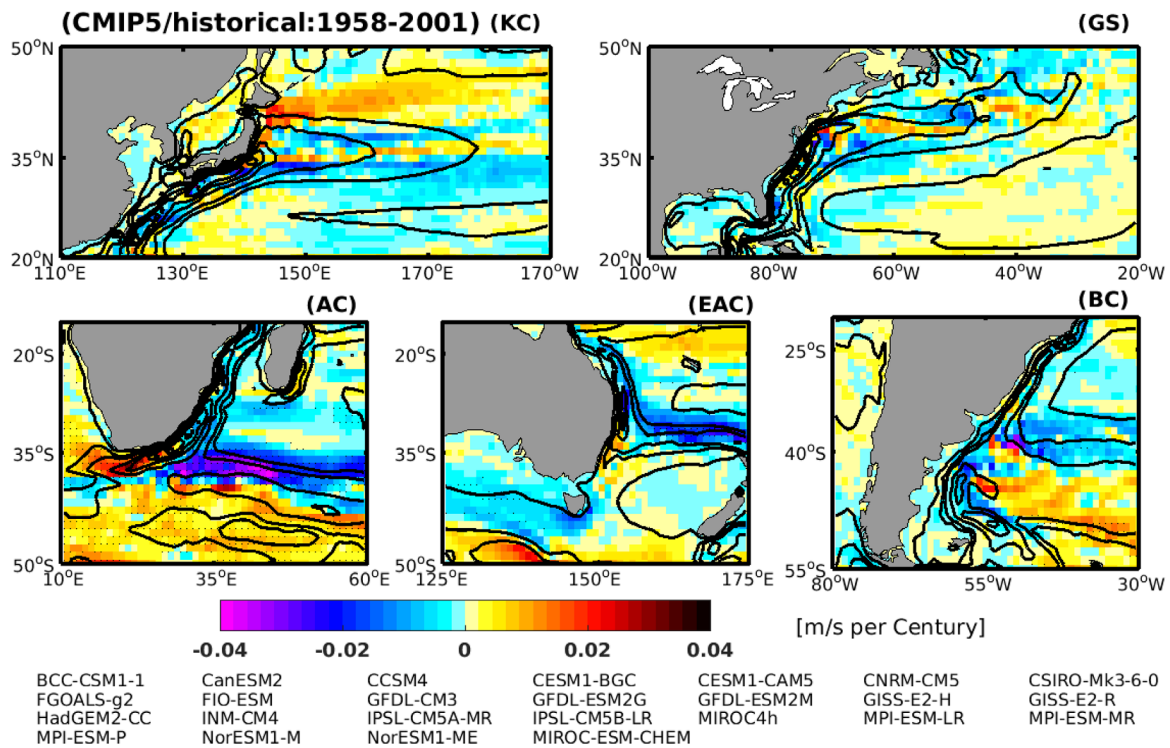 (CMIP5/historical:1958-2001) (KC)
(GS)
50°N
35°N
20°N
110°E 130°E 150°E 170°E 170°W
50°N
35°N
20°N
100°W 80°W 60°W 40°W 20°W
(AC)
(EAC)
(BC)
20°S
35°S
50°S
10°E 35°E 60°E
20°S
35°S
50°S
125°E 150°E 175°E
25°S
40°S
55°S
80°W 55°W 30°W
-0.04 -0.02 0 0.02 0.04
[m/s per Century]
BCC-CSM1-1 CanESM2 CCSM4 CESM1-BGC CESM1-CAM5 CNRM-CM5 CSIRO-Mk3-6-0
FGOALS-g2 FIO-ESM GFDL-CM3 GFDL-ESM2G GFDL-ESM2M GISS-E2-H GISS-E2-R
HadGEM2-CC INM-CM4 IPSL-CM5A-MR IPSL-CM5B-LR MIROC4h MPI-ESM-LR MPI-ESM-MR
MPI-ESM-P NorESM1-M NorESM1-ME MIROC-ESM-CHEM